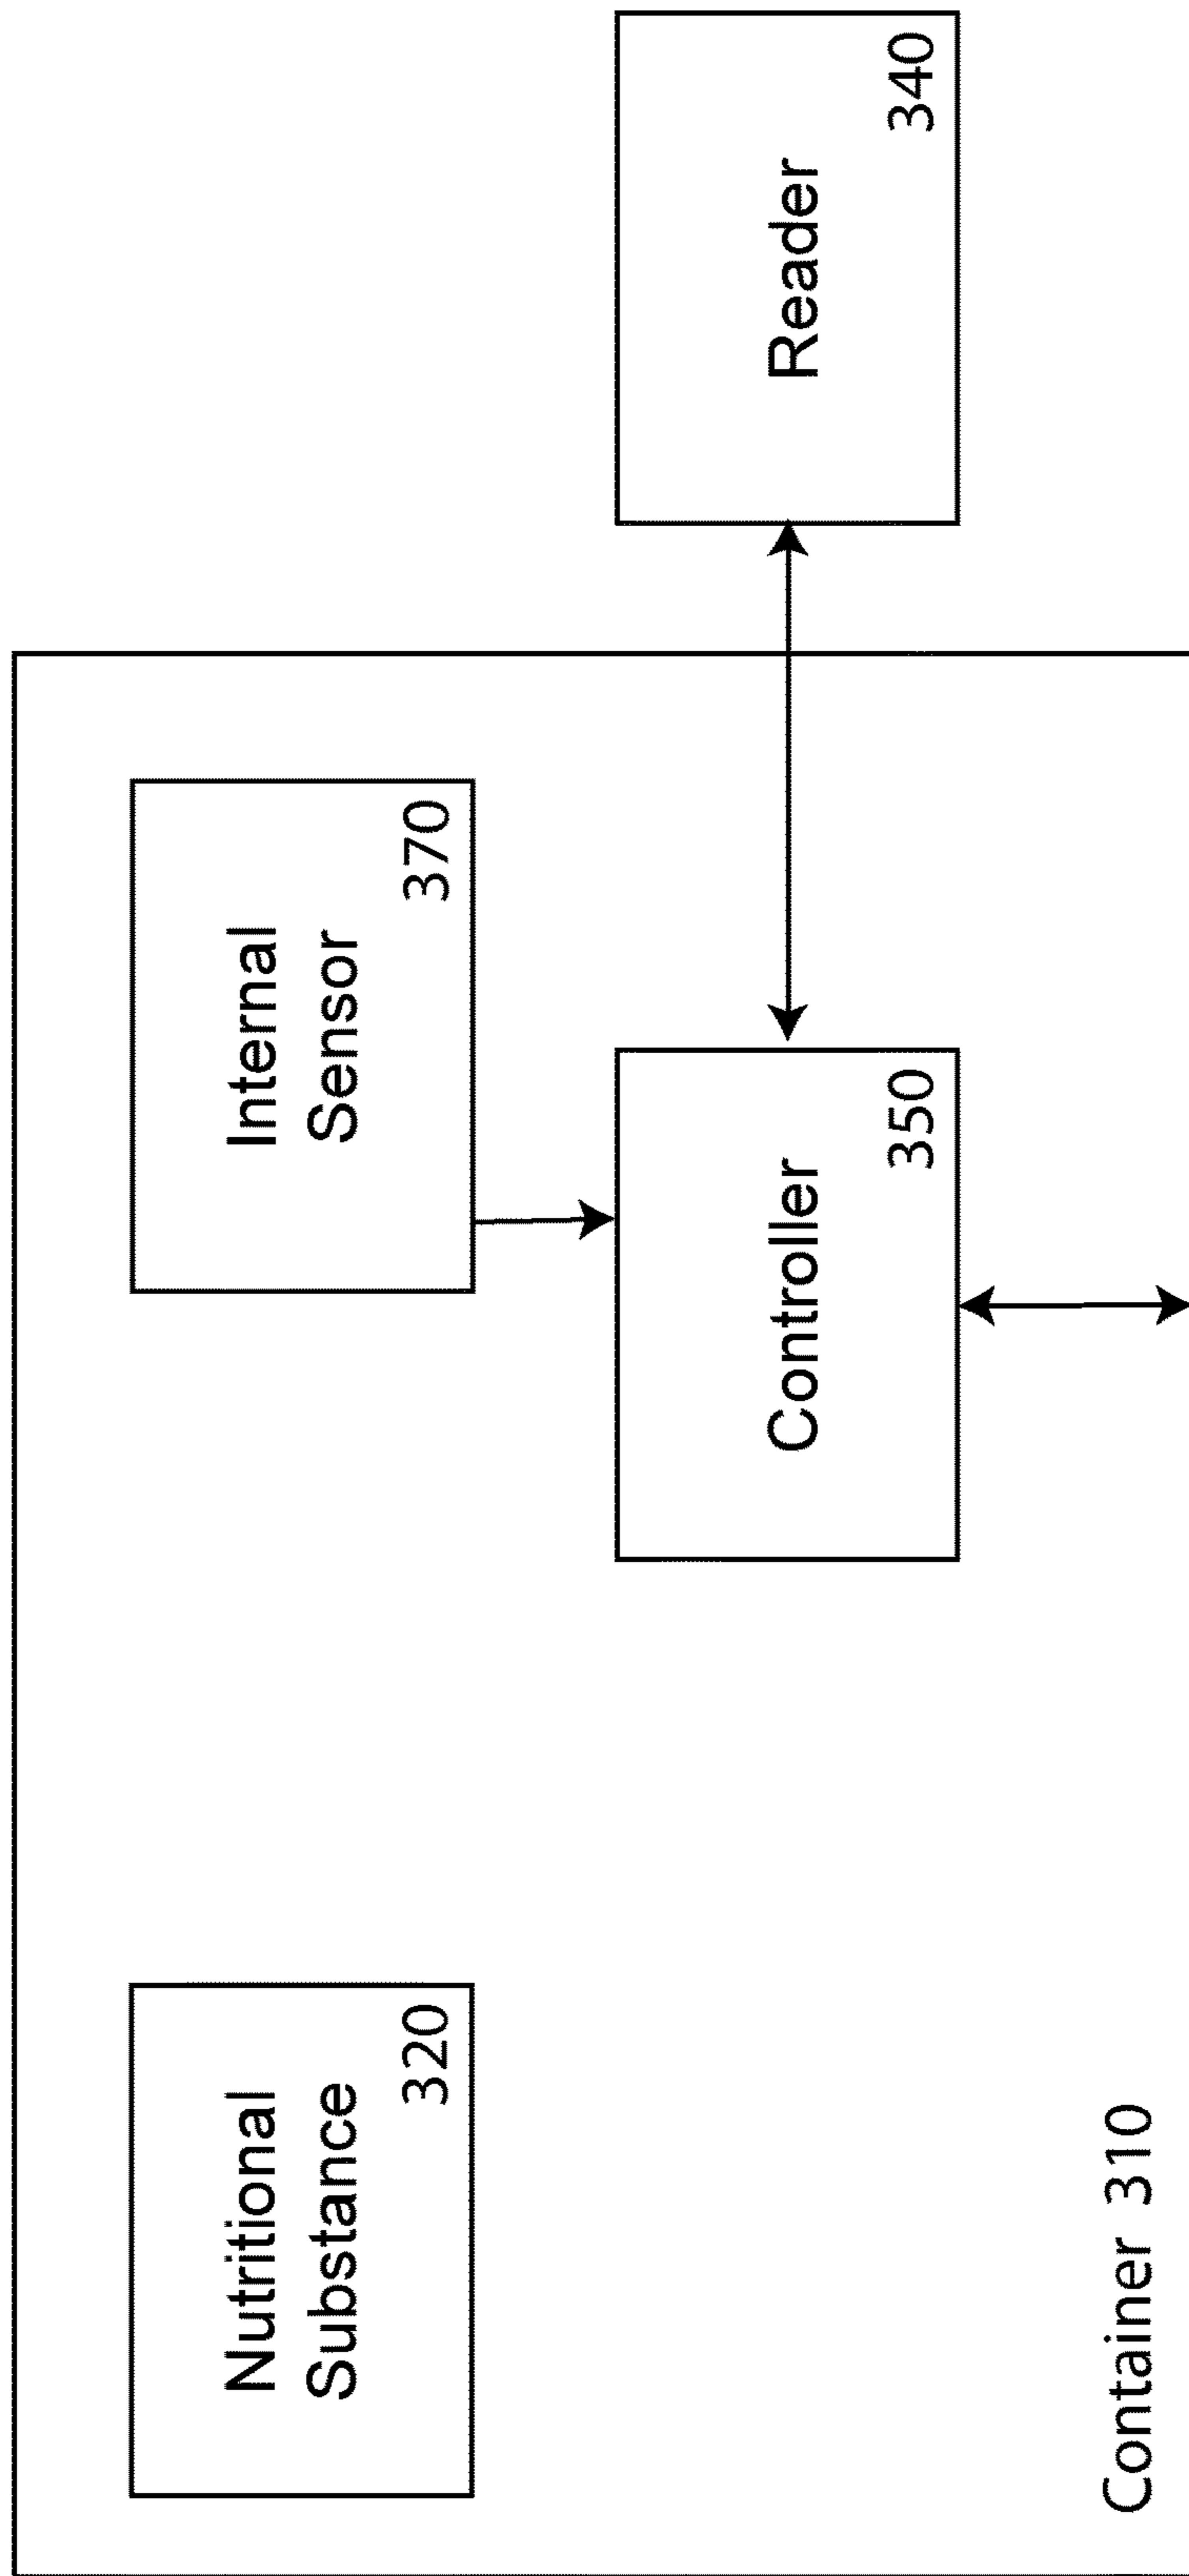 Nutritional
Substance
320
Internal
Sensor
370
Controller
350
Reader
340
Container 310